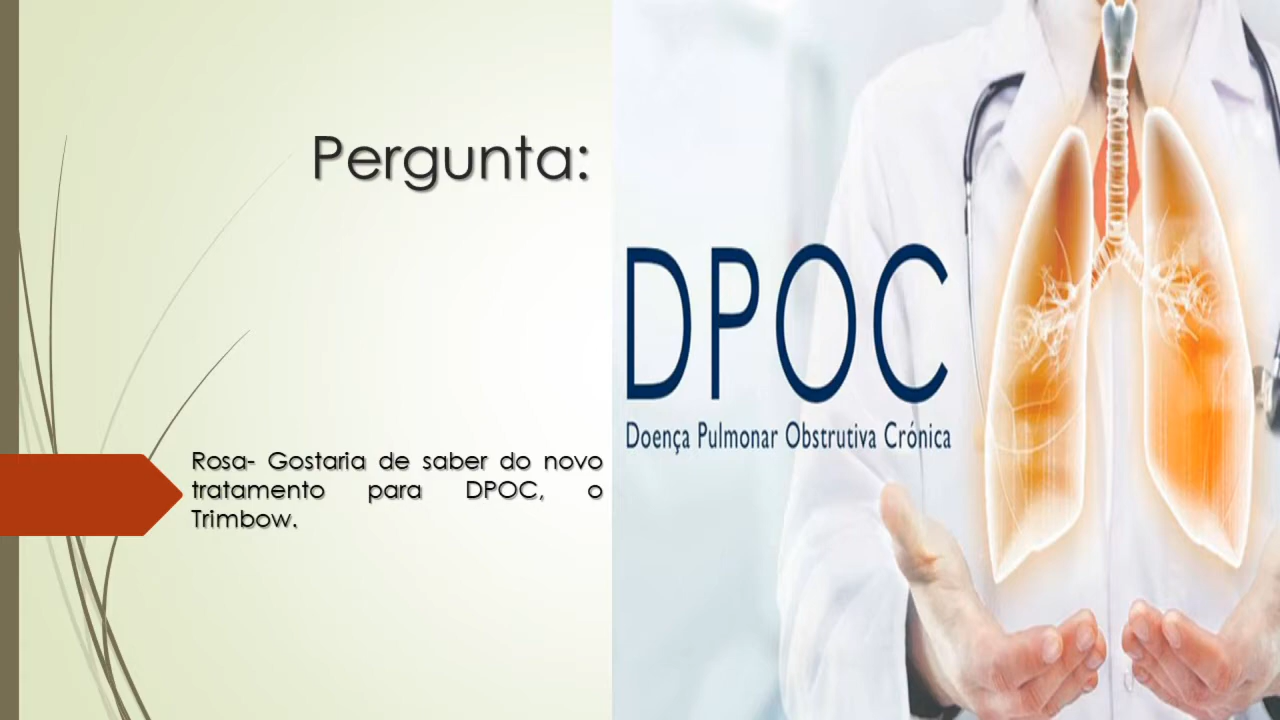 Pergunta:
DPOC
Doença Pulmonar Obstrutiva Crónica
Rosa- Gostaria de saber do novo
tratamento para DPOC, o
Trimbow.